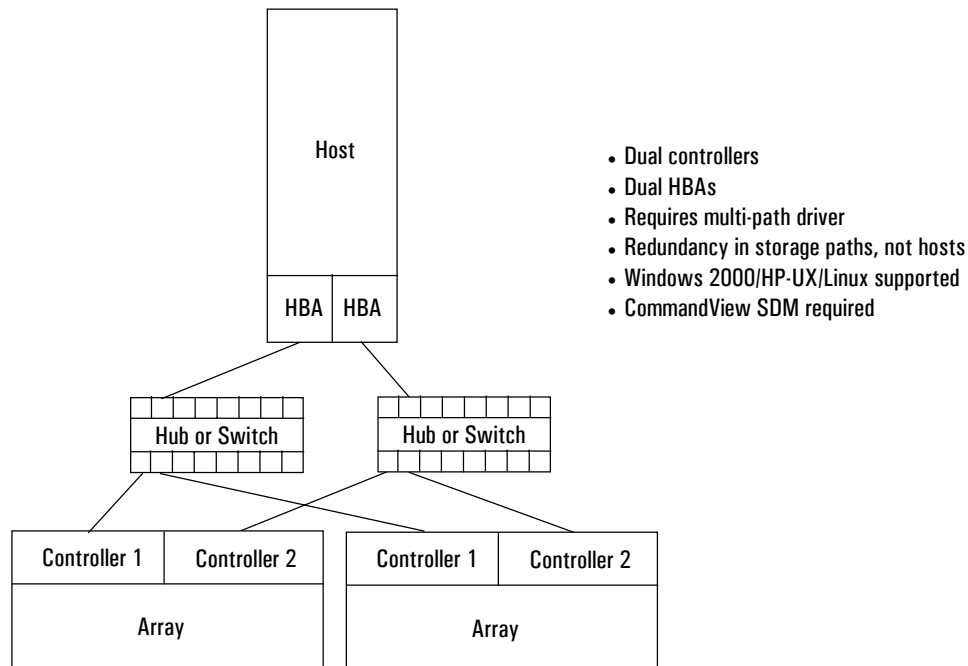 Host
HBA HBA
• Dual controllers
• Dual HBAs
• Requires multi-path driver
• Redundancy in storage paths, not hosts
• Windows 2000/HP-UX/Linux supported
• CommandView SDM required
Hub or Switch
Hub or Switch
Controller 1 Controller 2
Controller 1 Controller 2
Array
Array